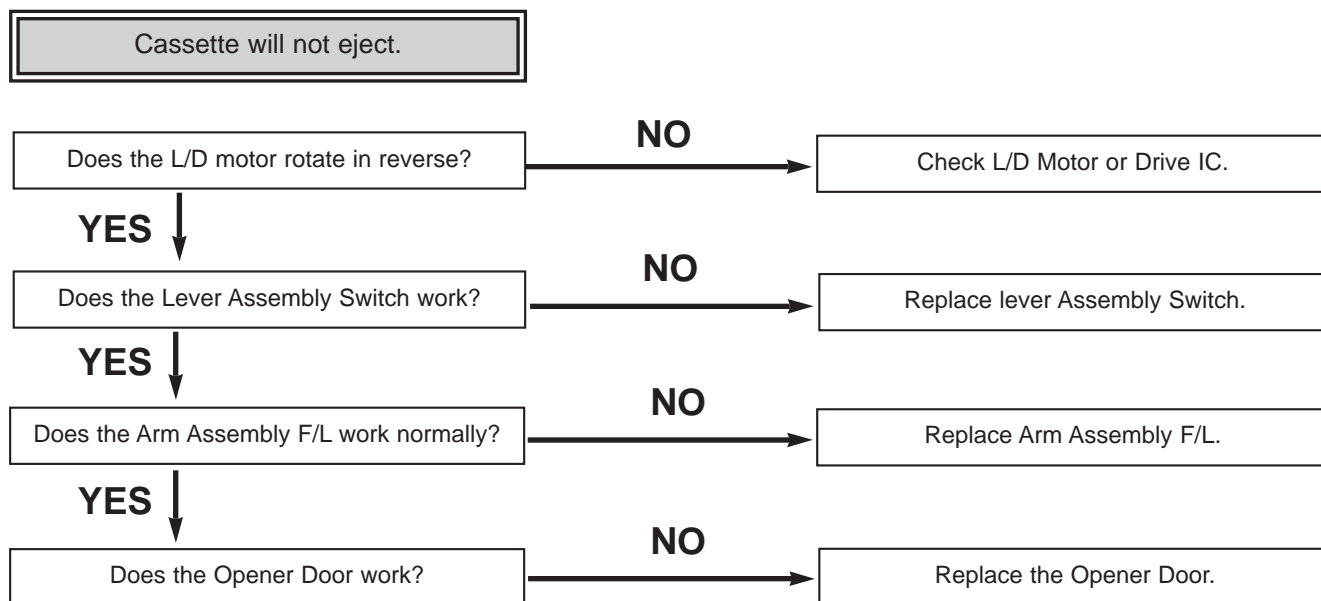 Cassette will not eject.
Does the L/D motor rotate in reverse?
NO
Check L/D Motor or Drive IC.
YES
Does the Lever Assembly Switch work?
NO
Replace lever Assembly Switch.
YES
Does the Arm Assembly F/L work normally?
NO
Replace Arm Assembly F/L.
YES
Does the Opener Door work?
NO
Replace the Opener Door.